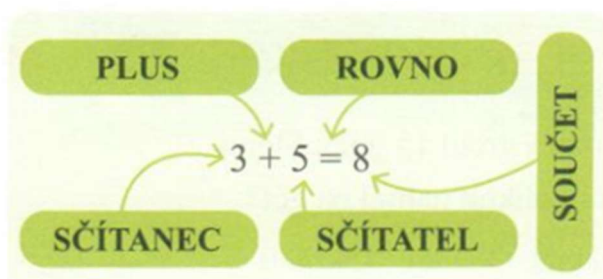 PLUS ROVNO
SOUČET
3 + 5 = 8
SČÍTANEC SČÍTATEL